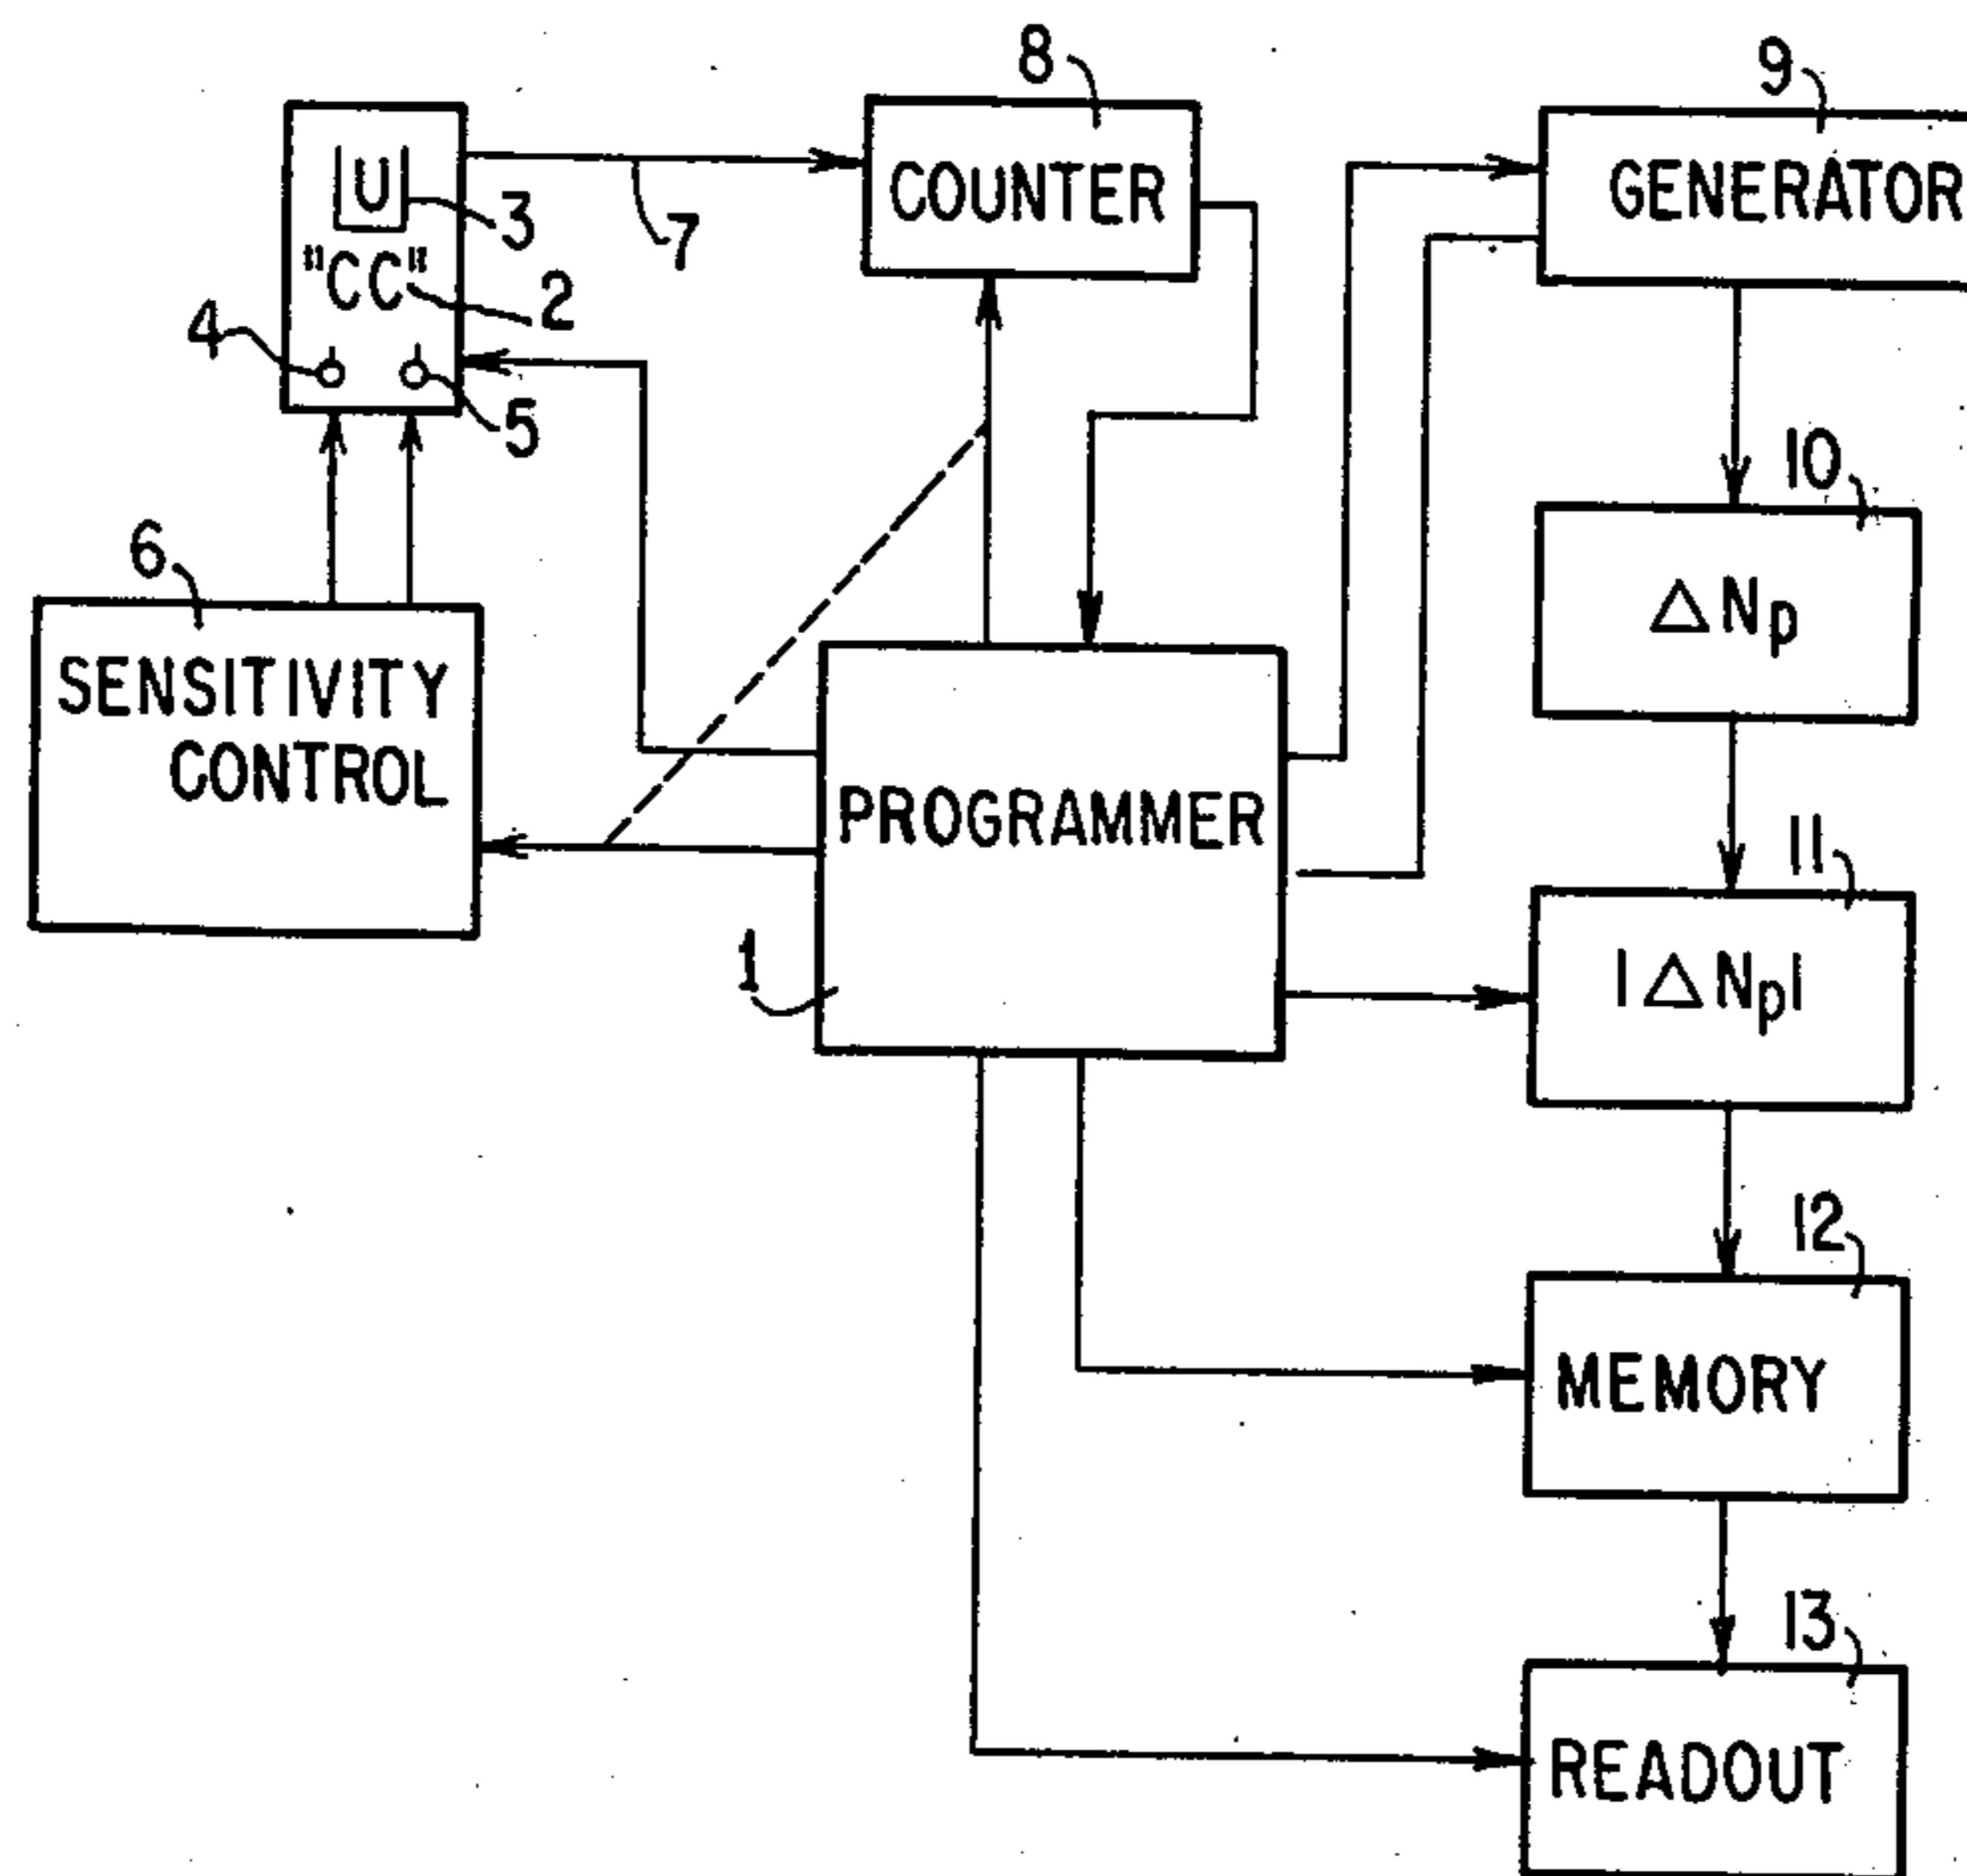 8
9
U
3
COUNTER
GENERATOR
7
"CC"
2
4
5
10
6
ΔNp
SENSITIVITY
CONTROL
PROGRAMMER
11
1
|ΔNp|
12
MEMORY
13
READOUT